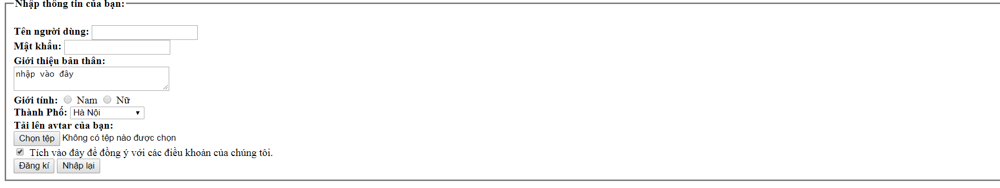 Nhập thông tin của bạn:
Tên người dùng:
Mật khẩu:
Giới thiệu bản thân:
nhập vào đây
Giới tính: Nam Nữ
Thành Phố: Hà Nội
Tải lên avtar của bạn:
Chọn tệp Không có tệp nào được chọn
Tích vào đây để đồng ý với các điều khoản của chúng tôi.
Đăng kí Nhập lại